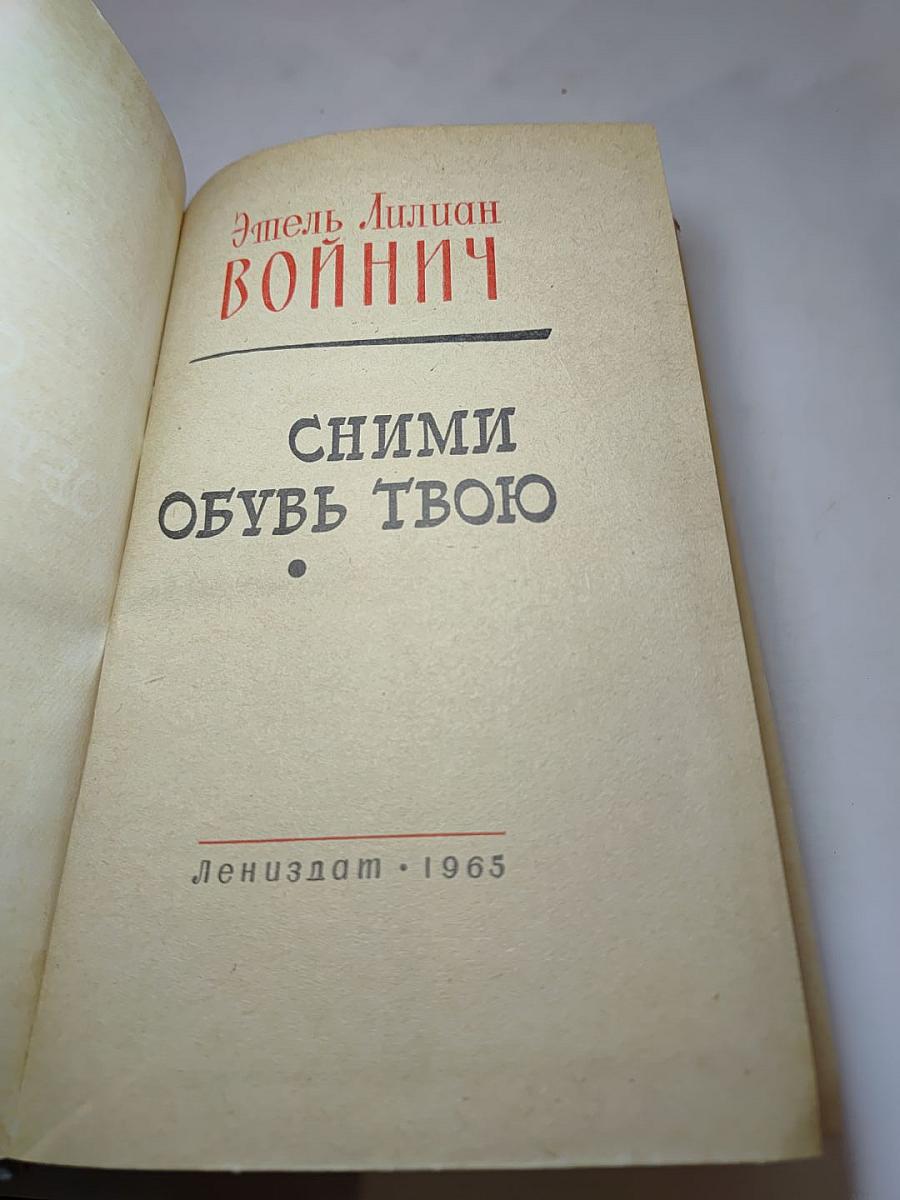 Этель Лилиан
ВОЙНИЧ
СНИМИ
ОБУВЬ ТВОЮ
Лениздат • 1965